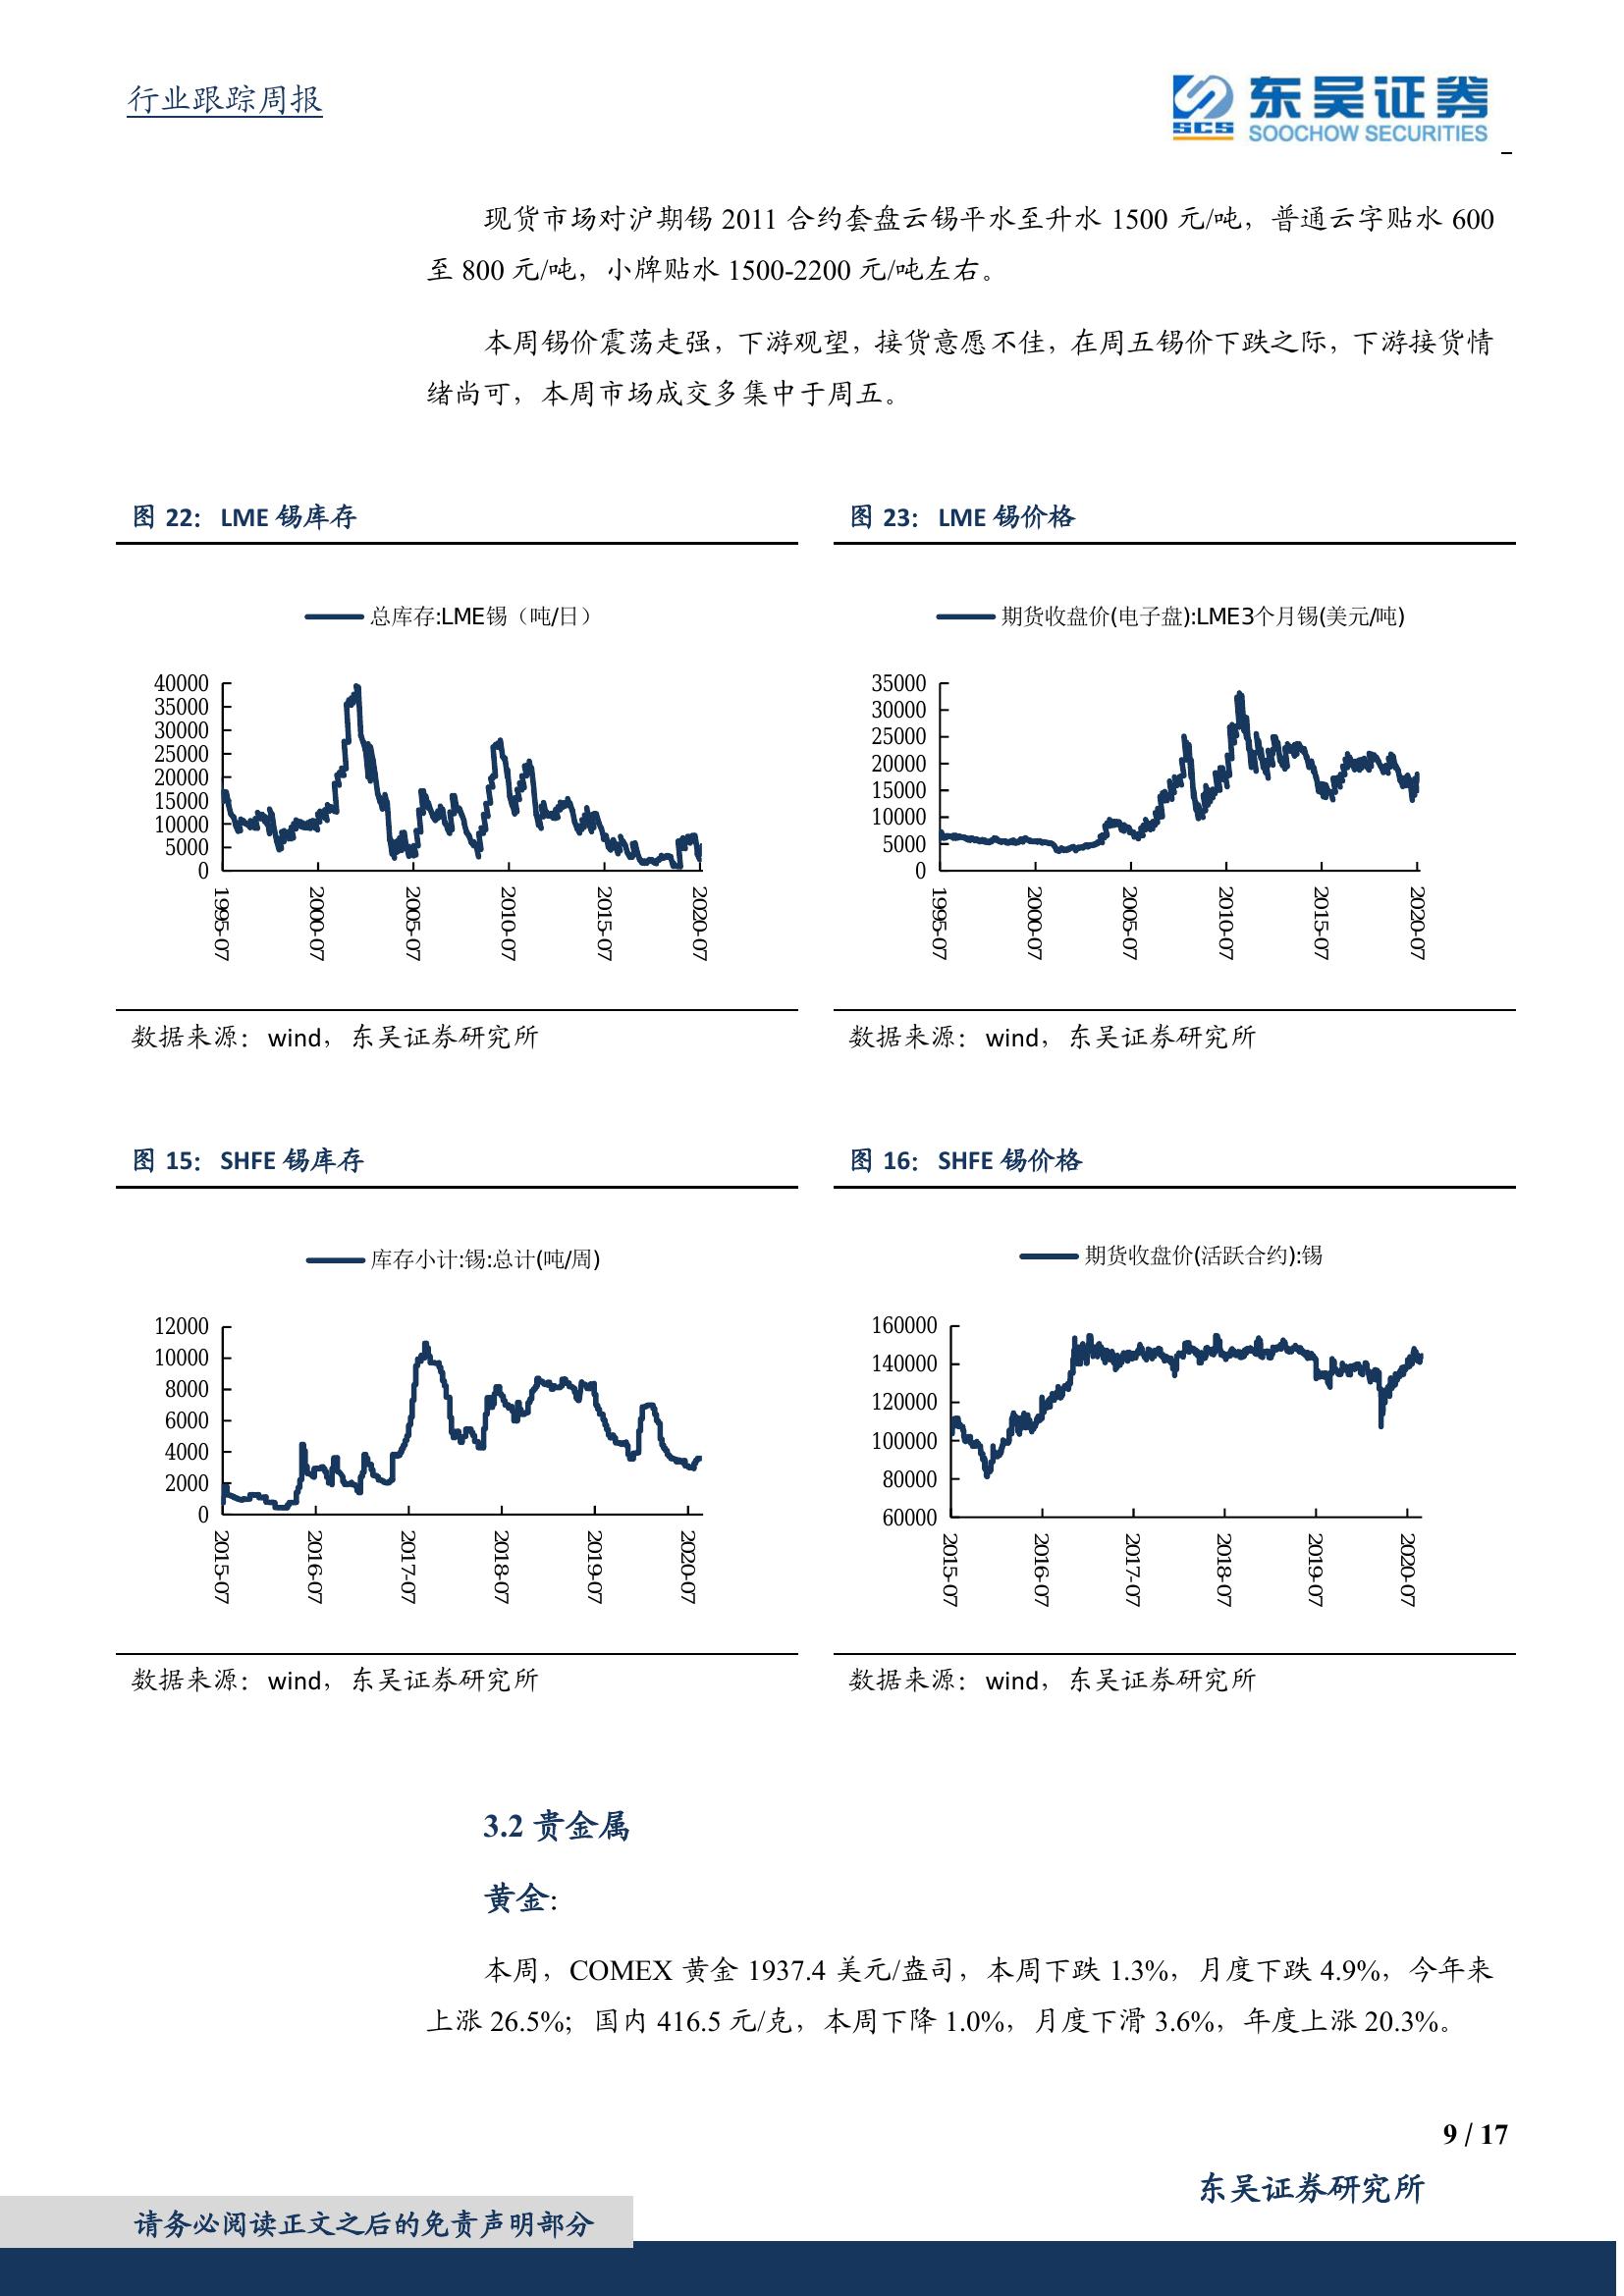 行业跟踪周报
SCS 东吴证券
SOOCHOW SECURITIES
现货市场对沪期锡 2011 合约套盘云锡平水至升水 1500 元/吨，普通云字贴水 600
至 800 元/吨，小牌贴水 1500-2200 元/吨左右。
本周锡价震荡走强，下游观望，接货意愿不佳，在周五锡价下跌之际，下游接货情
绪尚可，本周市场成交多集中于周五。
图 22： LME 锡库存
总库存:LME锡（吨/日）
40000
35000
30000
25000
20000
15000
10000
5000
0
1995-07
2000-07
2005-07
2010-07
2015-07
2020-07
数据来源：wind，东吴证券研究所
图 23： LME 锡价格
期货收盘价(电子盘):LME3个月锡(美元/吨)
35000
30000
25000
20000
15000
10000
5000
0
1995-07
2000-07
2005-07
2010-07
2015-07
2020-07
数据来源：wind，东吴证券研究所
图 15： SHFE 锡库存
库存小计:锡:总计(吨/周)
12000
10000
8000
6000
4000
2000
0
2015-07
2016-07
2017-07
2018-07
2019-07
2020-07
数据来源：wind，东吴证券研究所
图 16： SHFE 锡价格
期货收盘价(活跃合约):锡
160000
140000
120000
100000
80000
60000
2015-07
2016-07
2017-07
2018-07
2019-07
2020-07
数据来源：wind，东吴证券研究所
3.2 贵金属
黄金：
本周，COMEX 黄金 1937.4 美元/盎司，本周下跌 1.3%，月度下跌 4.9%，今年来
上涨 26.5%；国内 416.5 元/克，本周下降 1.0%，月度下滑 3.6%，年度上涨 20.3%。
9 / 17
东吴证券研究所
请务必阅读正文之后的免责声明部分